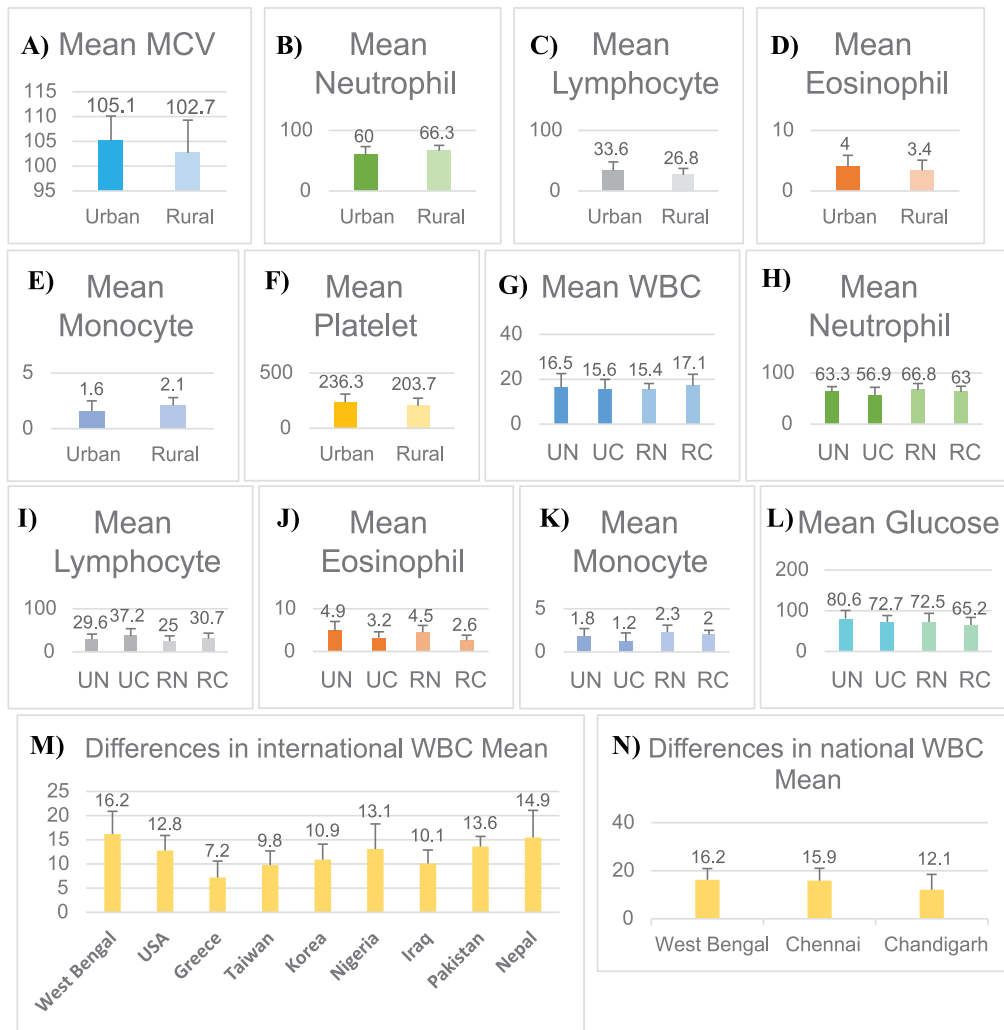 A) Mean MCV
115
110
105
100
95
105.1
102.7
Urban Rural
B) Mean
Neutrophil
100
0
60
66.3
Urban Rural
C) Mean
Lymphocyte
100
0
33.6
26.8
Urban Rural
D) Mean
Eosinophil
10
0
4
3.4
Urban Rural
E) Mean
Monocyte
5
0
1.6
2.1
Urban Rural
F) Mean
Platelet
500
0
236.3
203.7
Urban Rural
G) Mean WBC
40
20
0
16.5 15.6 15.4 17.1
UN UC RN RC
H) Mean
Neutrophil
100
0
63.3 56.9 66.8 63
UN UC RN RC
I) Mean
Lymphocyte
100
0
29.6 37.2 25 30.7
UN UC RN RC
J) Mean
Eosinophil
10
0
4.9 3.2 4.5 2.6
UN UC RN RC
K) Mean
Monocyte
5
0
1.8 1.2 2.3 2
UN UC RN RC
L) Mean Glucose
200
100
0
80.6 72.7 72.5 65.2
UN UC RN RC
M) Differences in international WBC Mean
25
20
15
10
5
0
16.2 12.8 7.2 9.8 10.9 13.1 10.1 13.6 14.9
West Bengal USA Greece Taiwan Korea Nigeria Iraq Pakistan Nepal
N) Differences in national WBC
Mean
40
20
0
16.2 15.9 12.1
West Bengal Chennai Chandigarh